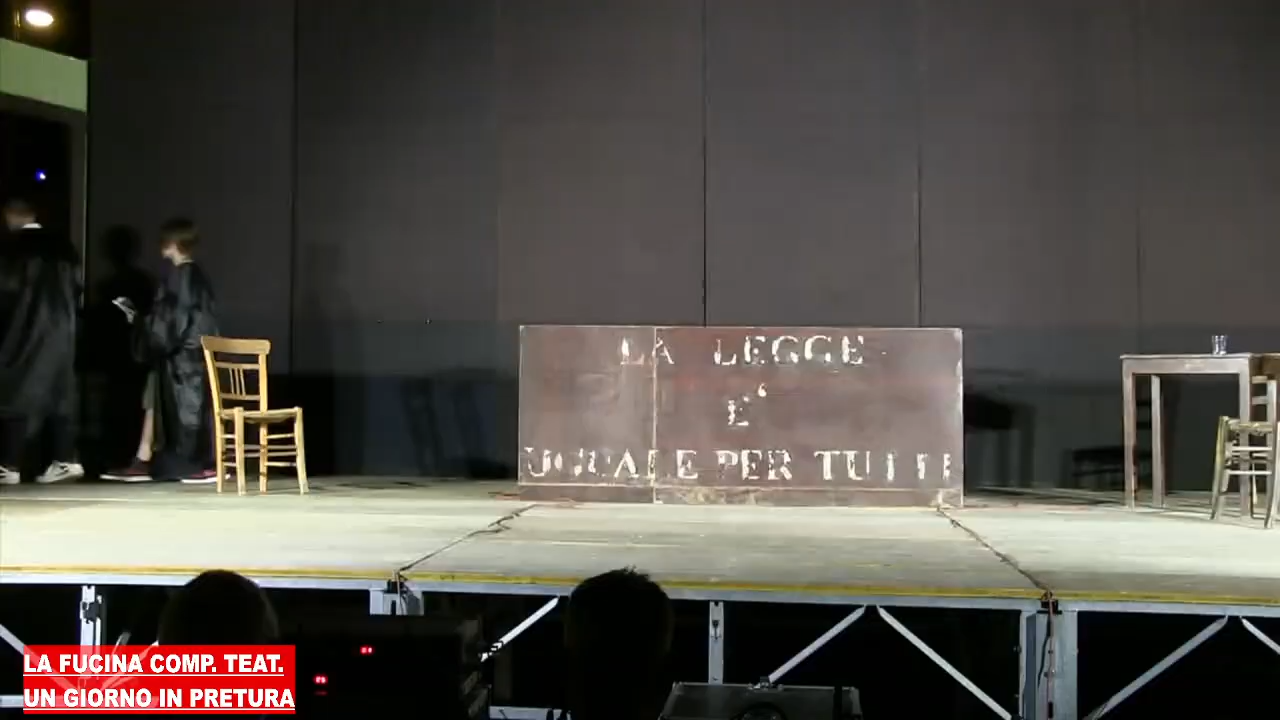 LA LEGGE
E'
UGUALE PER TUTTI
LA FUCINA COMP. TEAT.
UN GIORNO IN PRETURA